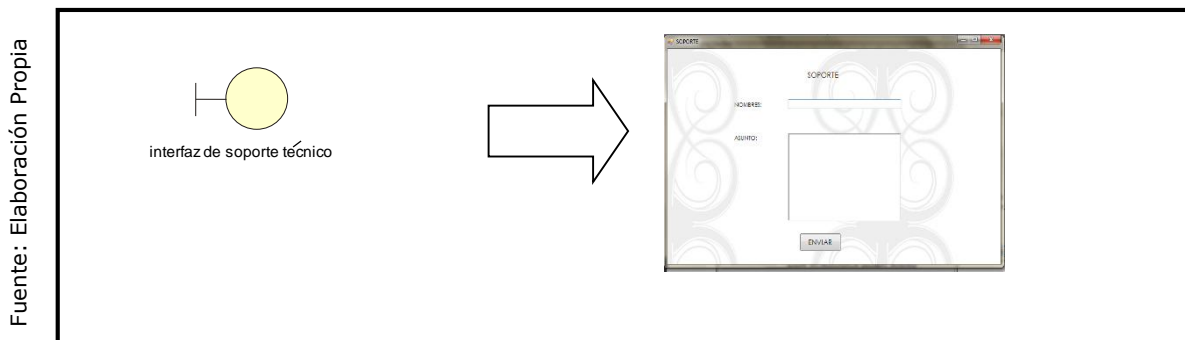 Fuente: Elaboración Propia
interfaz de soporte técnico
SOPORTE
SOPORTE
NOMBRES:
ASUNTO:
ENVIAR